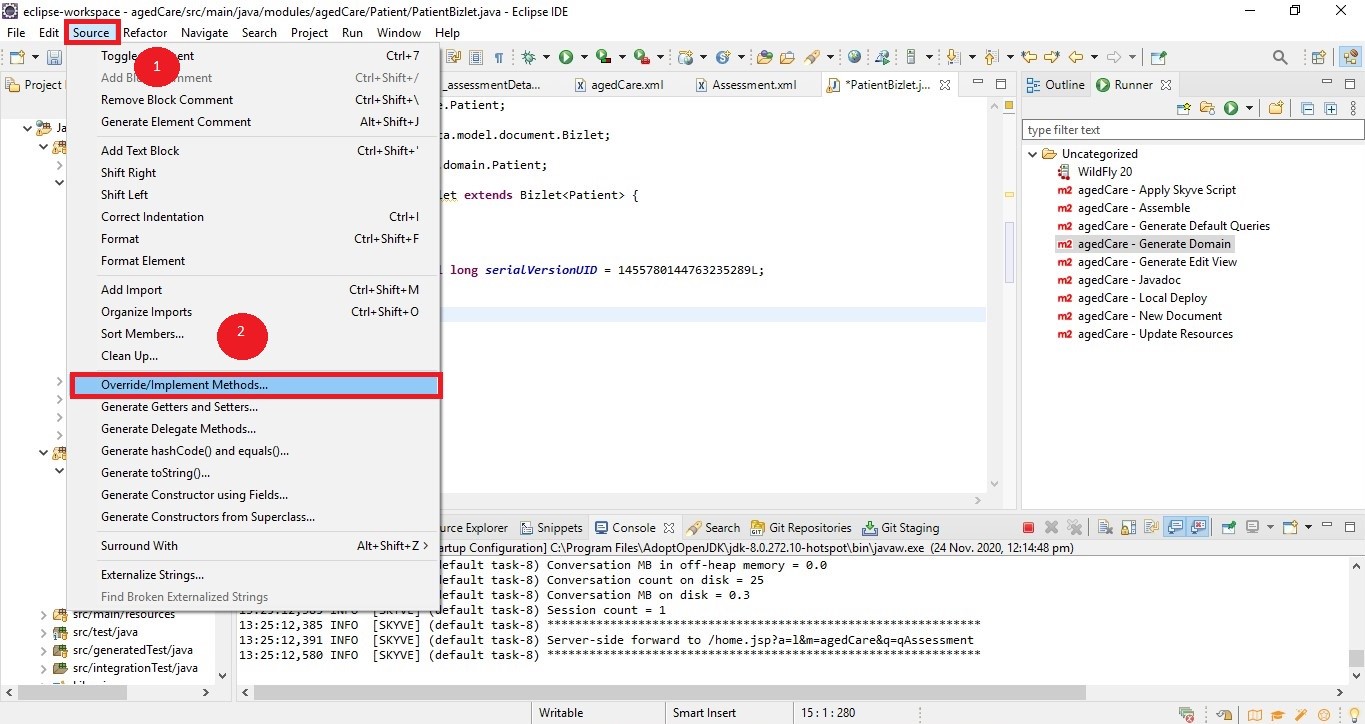 eclipse-workspace - agedCare/src/main/java/modules/agedCare/Patient/PatientBizlet.java - Eclipse IDE
File Edit Source Refactor Navigate Search Project Run Window Help
1
Ctrl+7
Ctrl+Shift+/
Remove Block Comment Ctrl+Shift+\
Generate Element Comment Alt+Shift+J
Add Text Block Ctrl+Shift+'
Shift Right
Shift Left
Correct Indentation Ctrl+I
Format Ctrl+Shift+F
Format Element
Add Import Ctrl+Shift+M
Organize Imports Ctrl+Shift+O
Sort Members...
2
Clean Up...
Override/Implement Methods...
Generate Getters and Setters...
Generate Delegate Methods...
Generate hashCode() and equals()...
Generate toString()...
Generate Constructor using Fields...
Generate Constructors from Superclass...
Surround With Alt+Shift+Z
Externalize Strings...
Find Broken Externalized Strings
Project
src/main/resources
src/test/java
src/generatedTest/java
src/integrationTest/java
_assessmentDeta... agedCare.xml Assessment.xml *PatientBizlet.j...
.Patient;
ta.model.document.Bizlet;
domain.Patient;
let extends Bizlet<Patient> {
l long serialVersionUID = 1455780144763235289L;
Outline Runner
type filter text
Uncategorized
WildFly 20
m2 agedCare - Apply Skyve Script
m2 agedCare - Assemble
m2 agedCare - Generate Default Queries
m2 agedCare - Generate Domain
m2 agedCare - Generate Edit View
m2 agedCare - Javadoc
m2 agedCare - Local Deploy
m2 agedCare - New Document
m2 agedCare - Update Resources
urce Explorer Snippets Console Search Git Repositories Git Staging
artup Configuration] C:\Program Files\AdoptOpenJDK\jdk-8.0.272.10-hotspot\bin\javaw.exe (24 Nov. 2020, 12:14:48 pm)
(default task-8) Conversation MB in off-heap memory = 0.0
(default task-8) Conversation count on disk = 25
(default task-8) Conversation MB on disk = 0.3
13:25:12,385 INFO [SKYVE] (default task-8) Session count = 1
13:25:12,385 INFO [SKYVE] (default task-8) **************************************************************
13:25:12,391 INFO [SKYVE] (default task-8) Server-side forward to /home.jsp?a=l&m=agedCare&q=qAssessment
13:25:12,580 INFO [SKYVE] (default task-8) **************************************************************
Writable Smart Insert 15 : 1 : 280